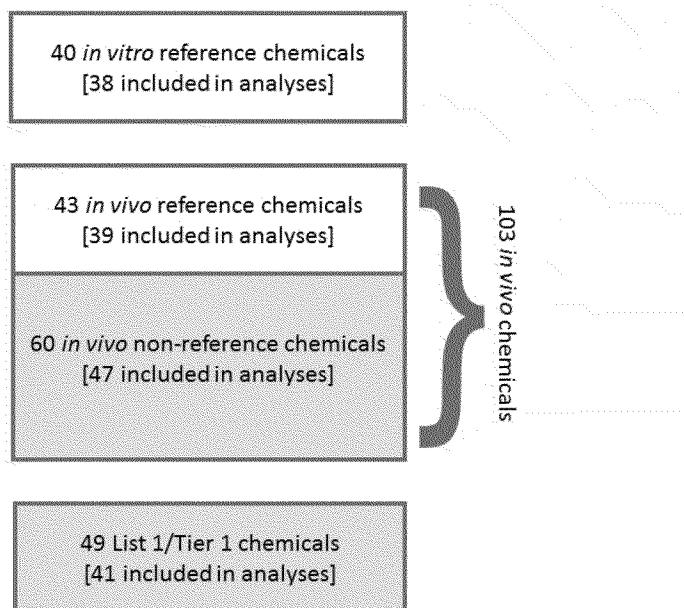 40 in vitro reference chemicals
[38 included in analyses]
43 in vivo reference chemicals
[39 included in analyses]
60 in vivo non-reference chemicals
[47 included in analyses]
103 in vivo chemicals
49 List 1/Tier 1 chemicals
[41 included in analyses]